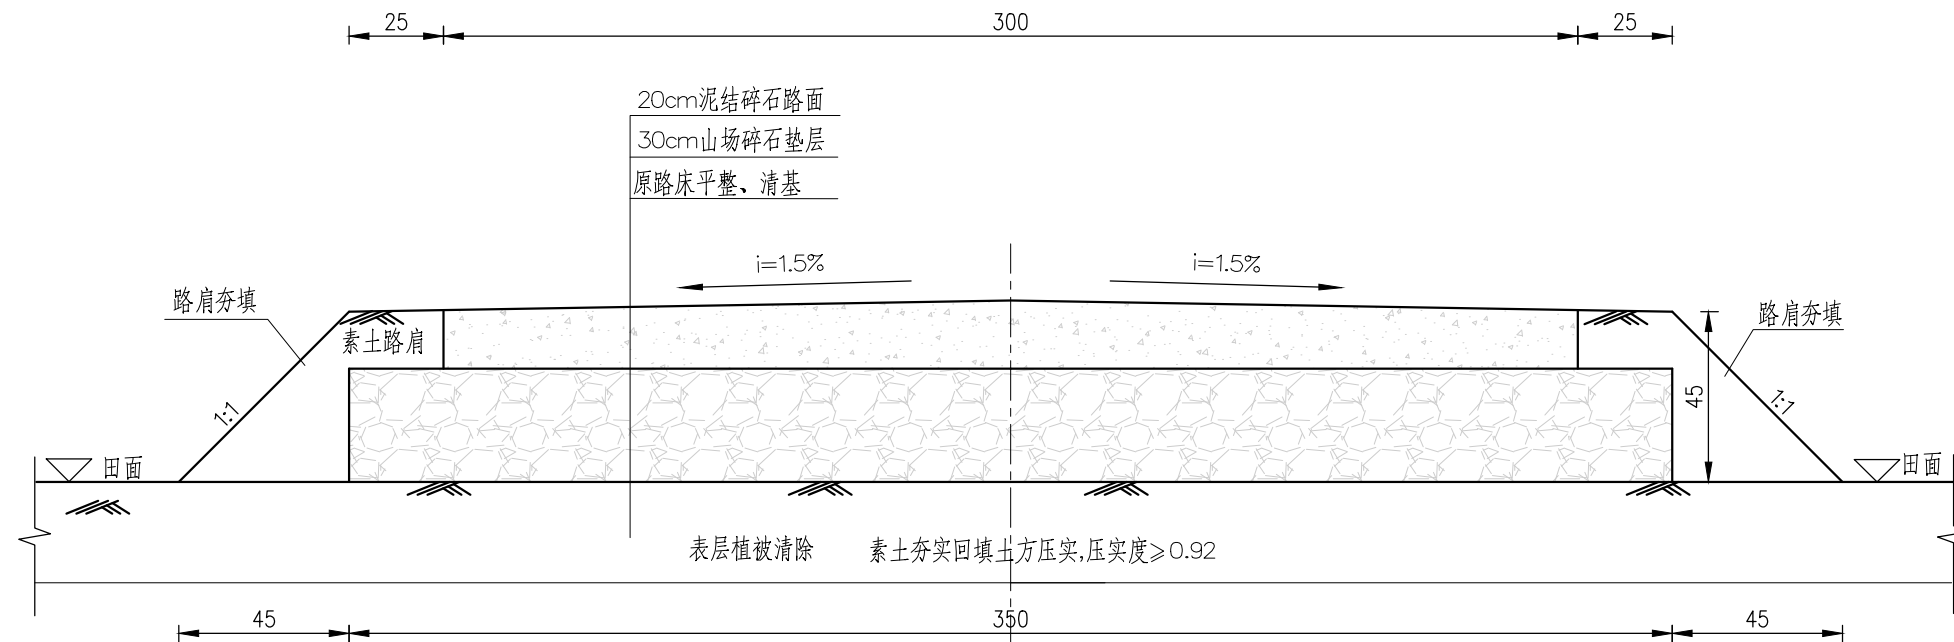 25 300 25
20cm泥结碎石路面
30cm山场碎石垫层
原路床平整、清基
i=1.5% i=1.5%
路肩夯填 路肩夯填
素土路肩
45
1:1 1:1
田面 田面
表层植被清除 素土夯实回填土方压实,压实度≥0.92
45 350 45